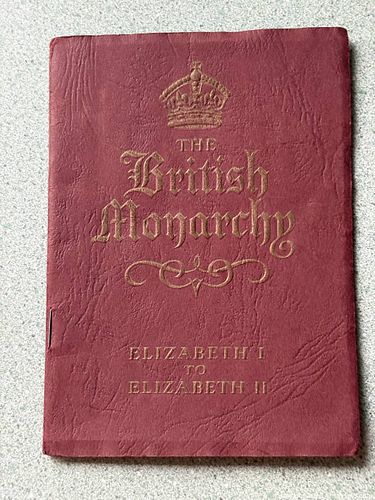 THE
British
Monarchy
ELIZABETH I
TO
ELIZABETH II